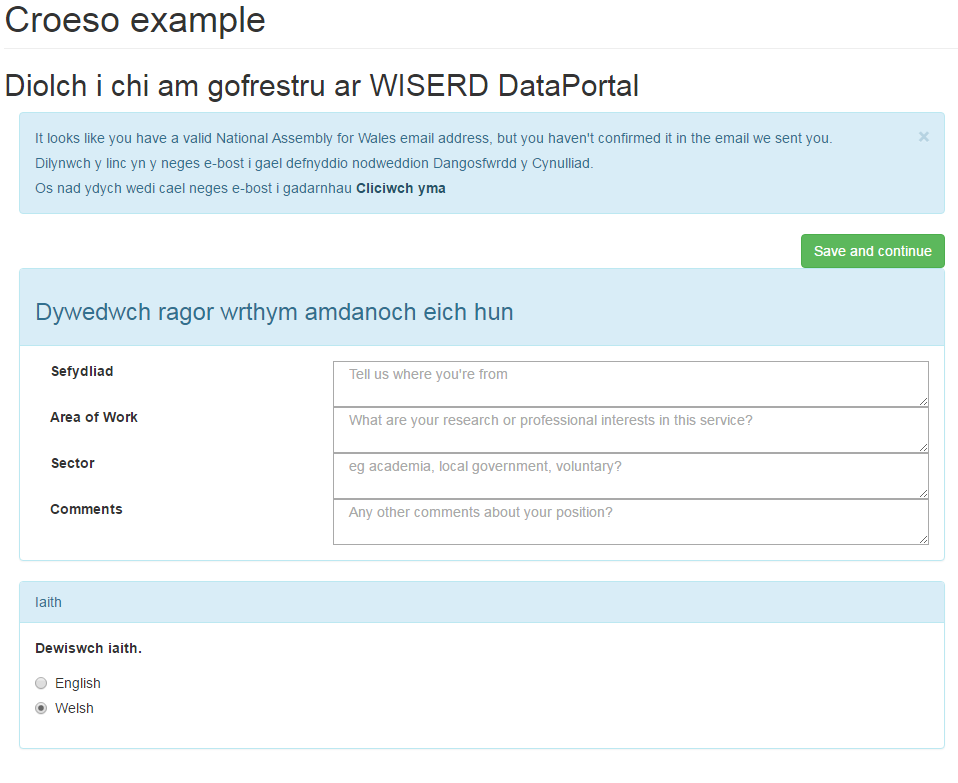 Croeso example
Diolch i chi am gofrestru ar WISERD DataPortal
It looks like you have a valid National Assembly for Wales email address, but you haven't confirmed it in the email we sent you.
×
Dilynwch y linc yn y neges e-bost i gael defnyddio nodweddion Dangosfwrdd y Cynulliad.
Os nad ydych wedi cael neges e-bost i gadarnhau Cliciwch yma
Save and continue
Dywedwch ragor wrthym amdanoch eich hun
Sefydliad
Tell us where you're from
Area of Work
What are your research or professional interests in this service?
Sector
eg academia, local government, voluntary?
Comments
Any other comments about your position?
Iaith
Dewiswch iaith.
English
Welsh